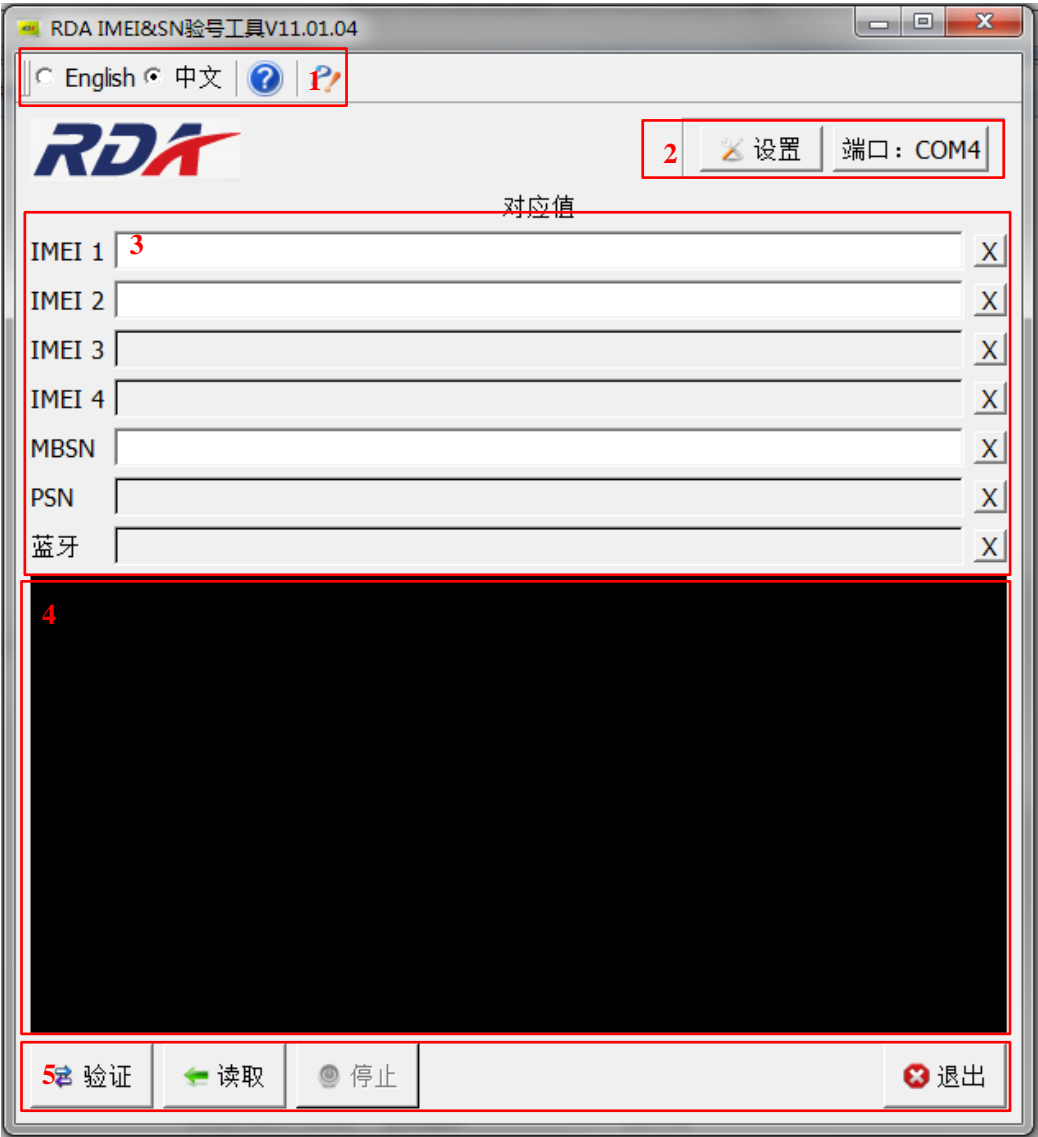 RDA IMEI&SN验号工具V11.01.04
English 中文 1
RDA
2 设置 端口：COM4
对应值
IMEI 1 3 X
IMEI 2 X
IMEI 3 X
IMEI 4 X
MBSN X
PSN X
蓝牙 X
4
5 验证 读取 停止 退出